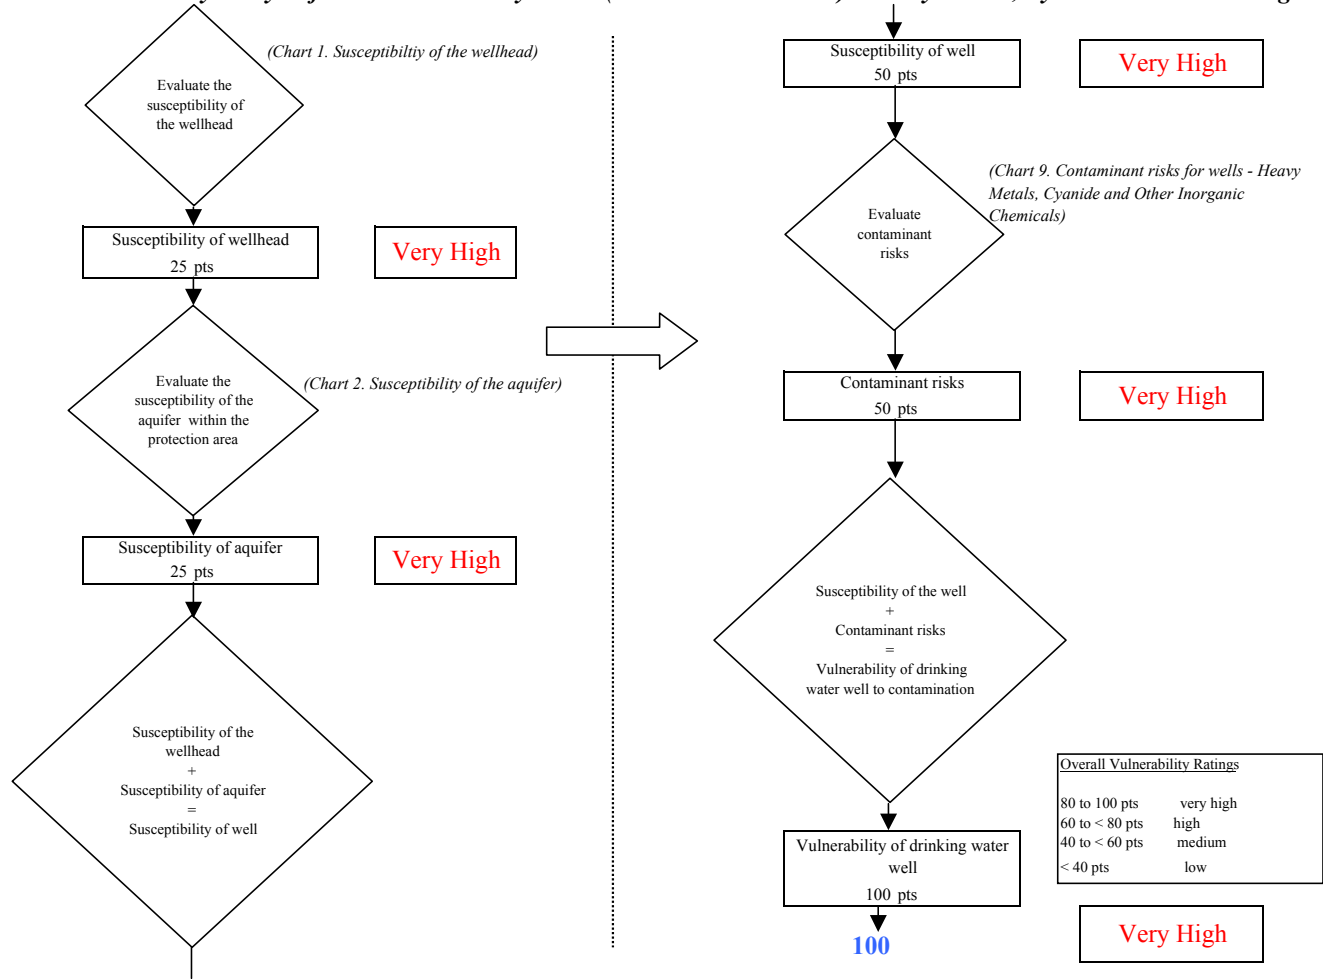 (Chart 1. Susceptibiltiy of the wellhead)
Evaluate the
susceptibility of
the wellhead
Susceptibility of wellhead
25 pts
Very High
Evaluate the
susceptibility of the
aquifer within the
protection area
(Chart 2. Susceptibility of the aquifer)
Susceptibility of aquifer
25 pts
Very High
Susceptibility of the
wellhead
+
Susceptibility of aquifer
=
Susceptibility of well
Susceptibility of well
50 pts
Very High
(Chart 9. Contaminant risks for wells - Heavy
Metals, Cyanide and Other Inorganic
Chemicals)
Evaluate
contaminant
risks
Contaminant risks
50 pts
Very High
Susceptibility of the well
+
Contaminant risks
=
Vulnerability of drinking
water well to contamination
Overall Vulnerability Ratings
80 to 100 pts very high
60 to < 80 pts high
40 to < 60 pts medium
< 40 pts low
Vulnerability of drinking water
well
100 pts
100
Very High